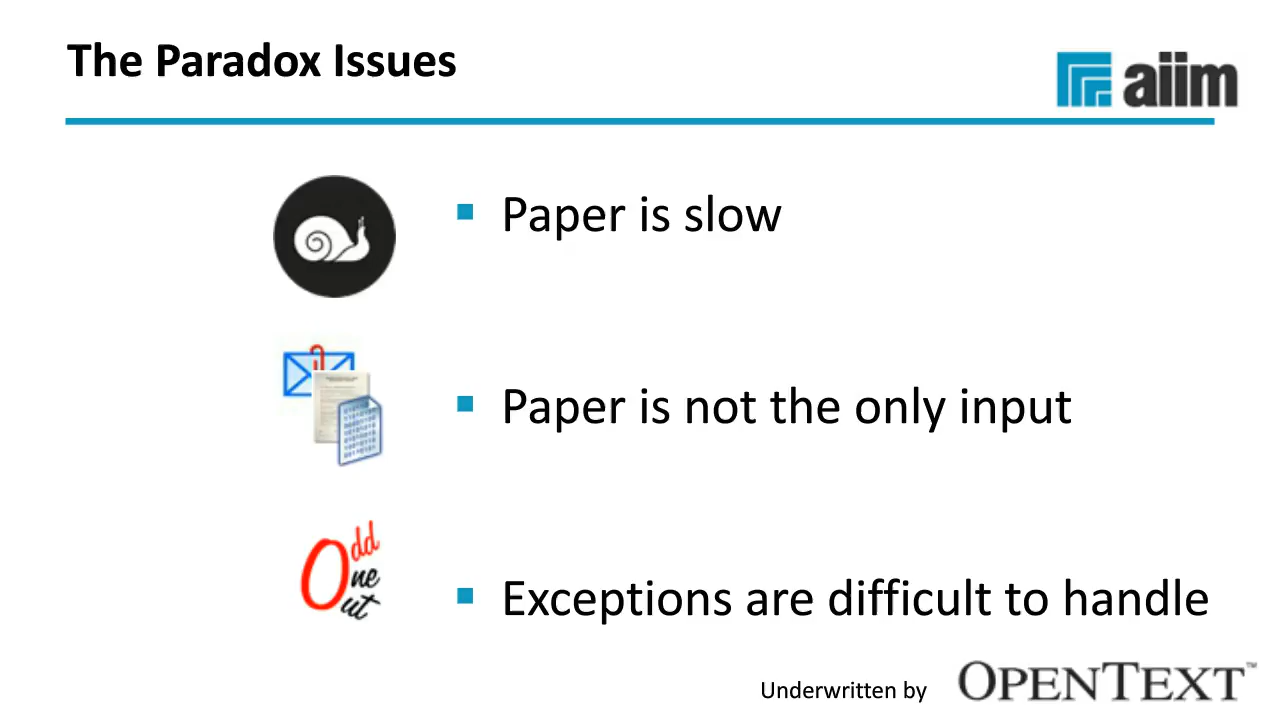 The Paradox Issues
aiim
Paper is slow
Paper is not the only input
Odd
One
Out
Exceptions are difficult to handle
Underwritten by OPENTEXT™